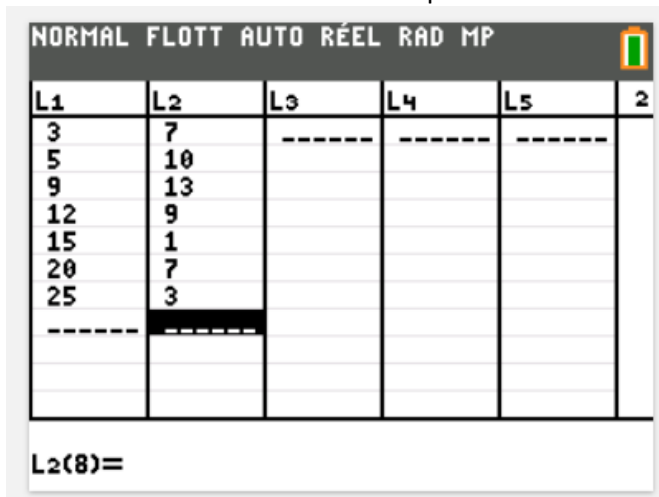 NORMAL FLOTT AUTO RÉEL RAD MP
L1 L2 L3 L4 L5 2
3 7 ------ ------ ------
5 10
9 13
12 9
15 1
20 7
25 3
------ ------
L2(8)=